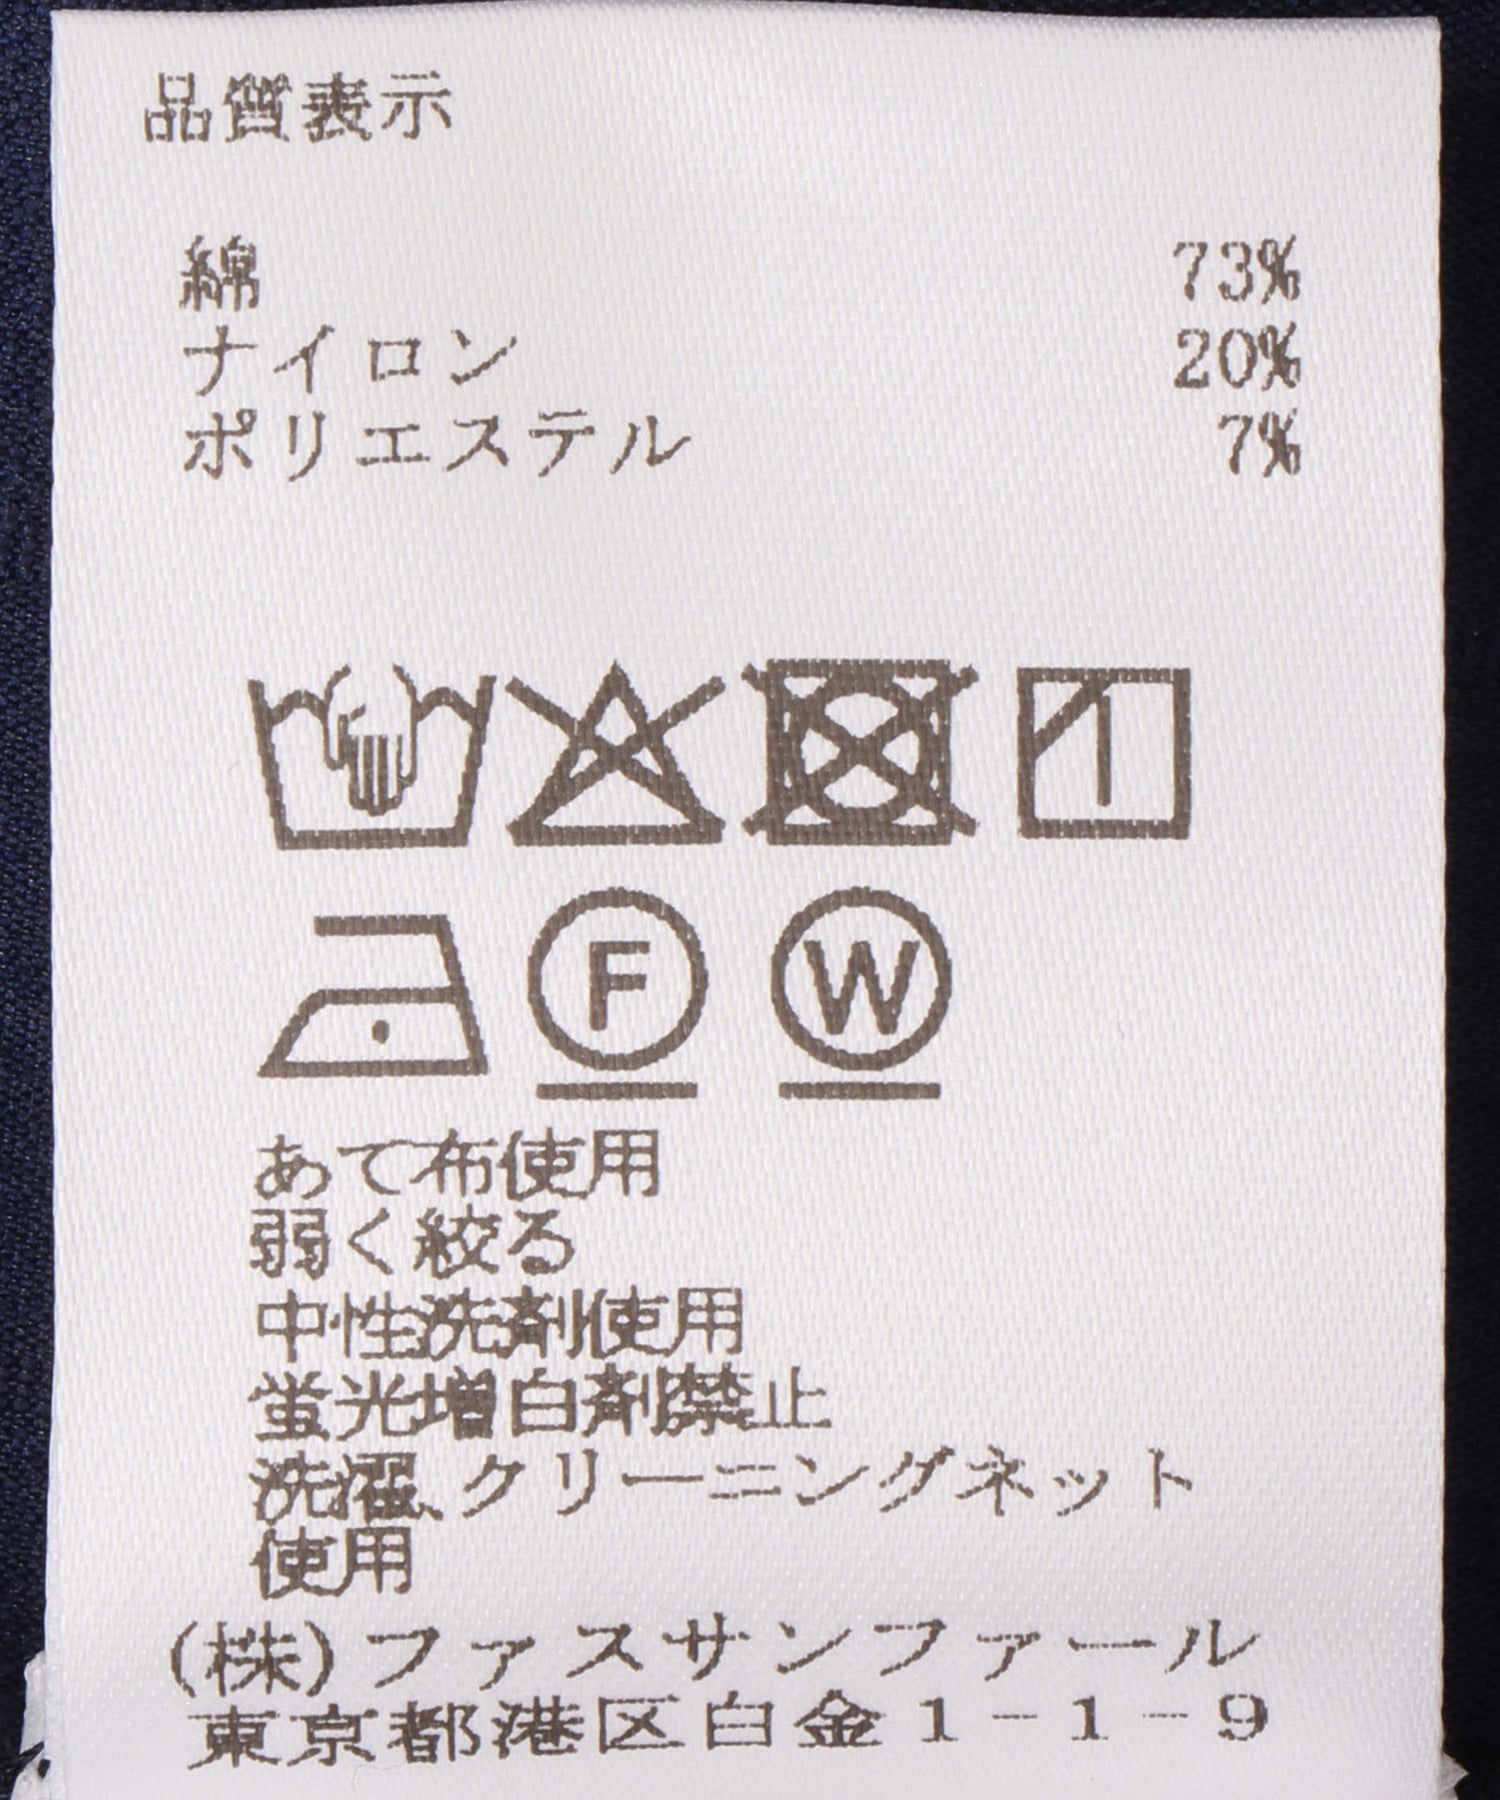 品質表示
綿 73%
ナイロン 20%
ポリエステル 7%
F W
あて布使用
弱く絞る
中性洗剤使用
蛍光増白剤禁止
洗濯、クリーニングネット
使用
(株)ファスサンファール
東京都港区白金1-1-9